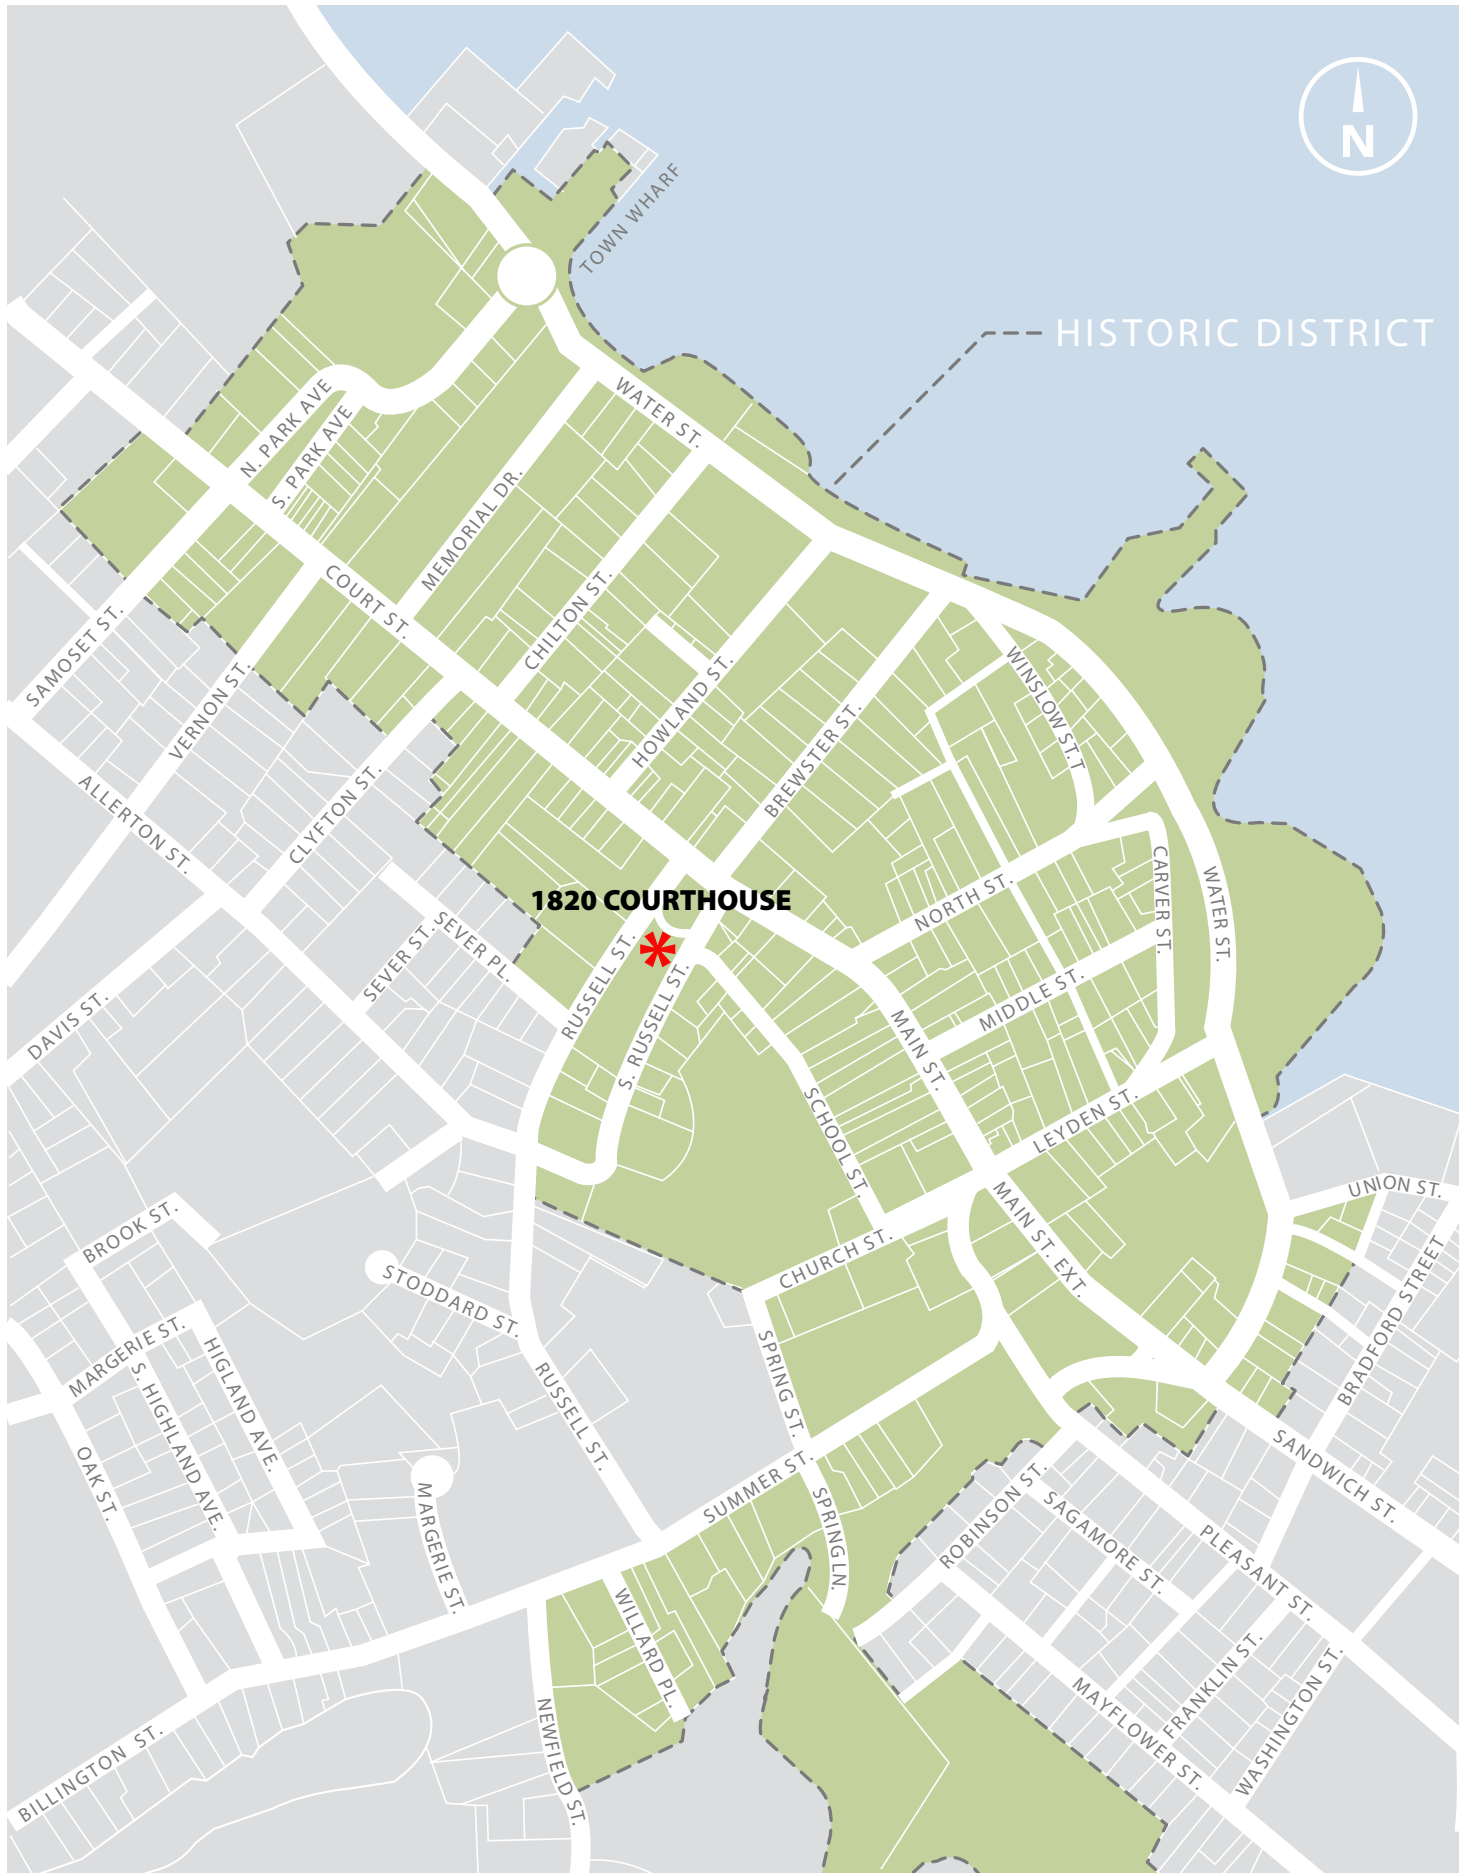 N
TOWN WHARF
HISTORIC DISTRICT
WATER ST.
N. PARK AVE
S. PARK AVE
MEMORIAL DR.
COURT ST.
CHILTON ST.
SAMOSET ST.
VERNON ST.
HOWLAND ST.
WINSLOW ST.T
BREWSTER ST.
ALLERTON ST.
CLYFTON ST.
1820 COURTHOUSE
NORTH ST.
CARVER ST.
WATER ST.
SEVER ST.
SEVER PL.
RUSSELL ST.
S. RUSSELL ST.
DAVIS ST.
MIDDLE ST.
MAIN ST.
SCHOOL ST.
LEYDEN ST.
UNION ST.
BROOK ST.
CHURCH ST.
MAIN ST. EXT.
STODDARD ST.
BRADFORD STREET
MARGERIE ST.
HIGLAND AVE.
S. HIGHLAND AVE.
RUSSELL ST.
SPRING ST.
OAK ST.
SUMMER ST.
SANDWICH ST.
MARGERIE ST.
SPRING LN.
ROBINSON ST.
SAGAMORE ST.
PLEASANT ST.
WILLARD PL.
FRANKLIN ST.
WASHINGTON ST.
MAYFLOWER ST.
NEWFIELD ST.
BILLINGTON ST.